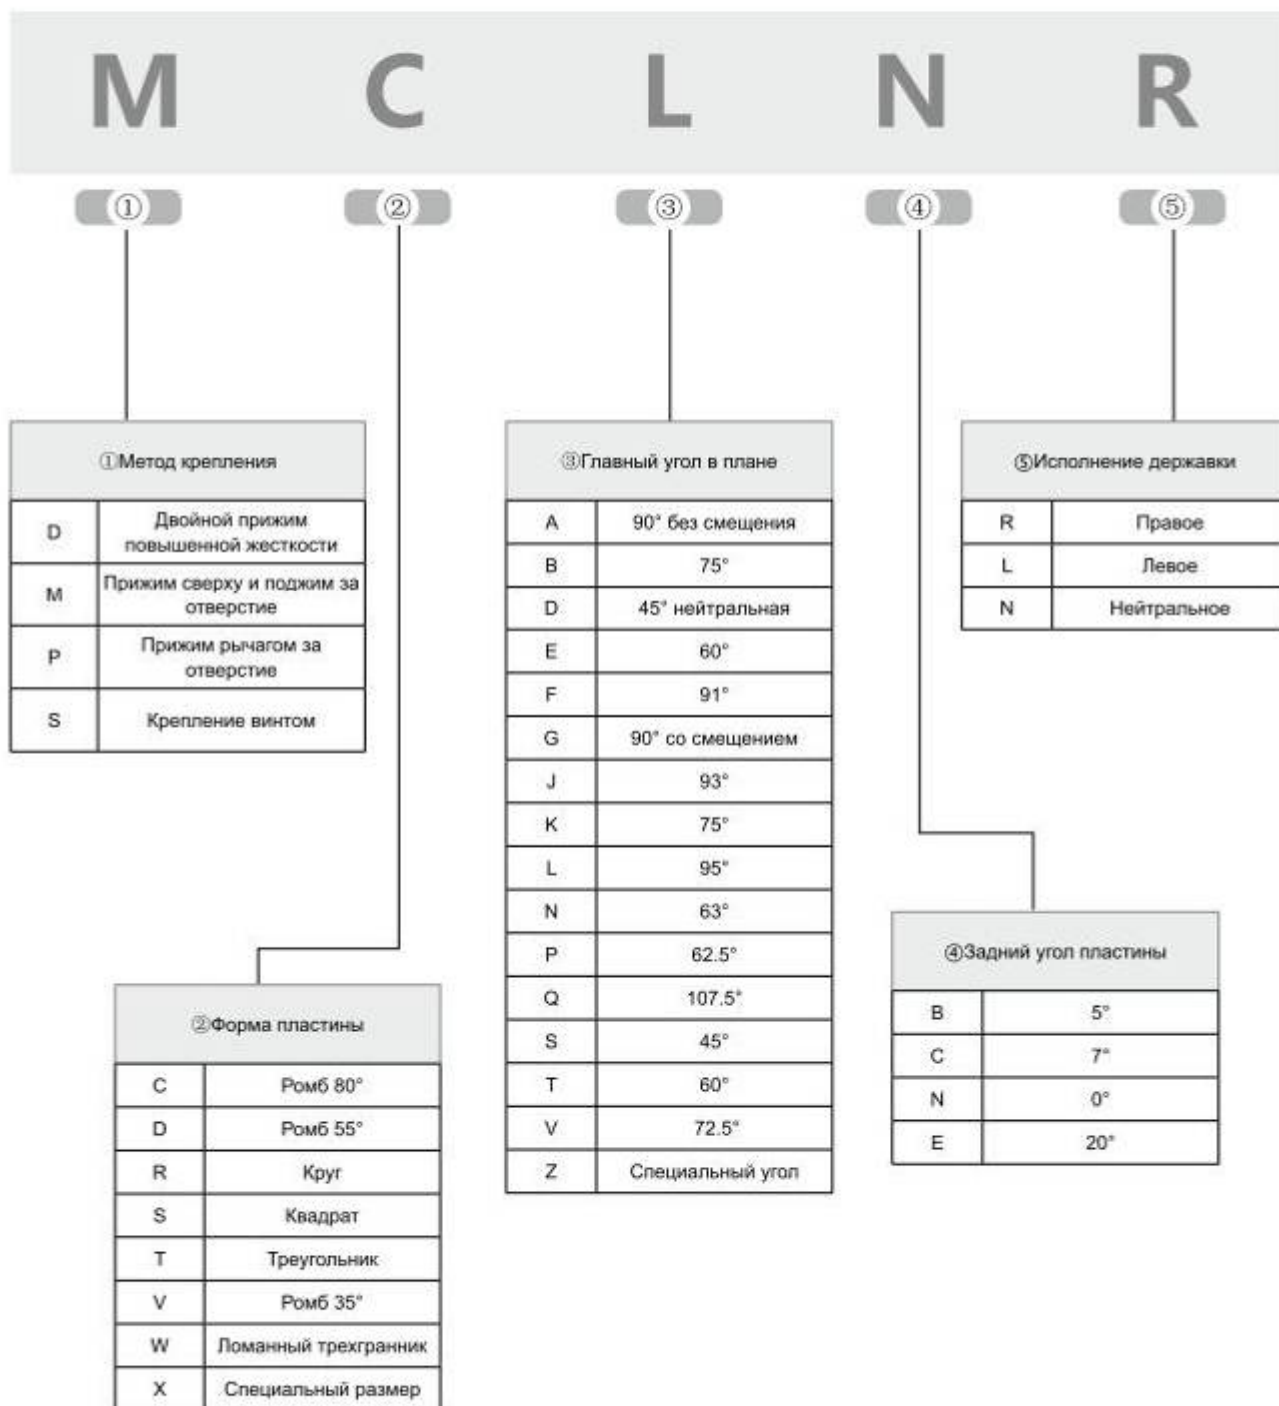 M C L N R
① ② ③ ④ ⑤
①Метод крепления
D Двойной прижим
повышенной жесткости
M Прижим сверху и поджим за
отверстие
P Прижим рычагом за
отверстие
S Крепление винтом
②Форма пластины
C Ромб 80°
D Ромб 55°
R Круг
S Квадрат
T Треугольник
V Ромб 35°
W Ломанный трехгранник
X Специальный размер
③Главный угол в плане
A 90° без смещения
B 75°
D 45° нейтральная
E 60°
F 91°
G 90° со смещением
J 93°
K 75°
L 95°
N 63°
P 62.5°
Q 107.5°
S 45°
T 60°
V 72.5°
Z Специальный угол
④Задний угол пластины
B 5°
C 7°
N 0°
E 20°
⑤Исполнение державки
R Правое
L Левое
N Нейтральное